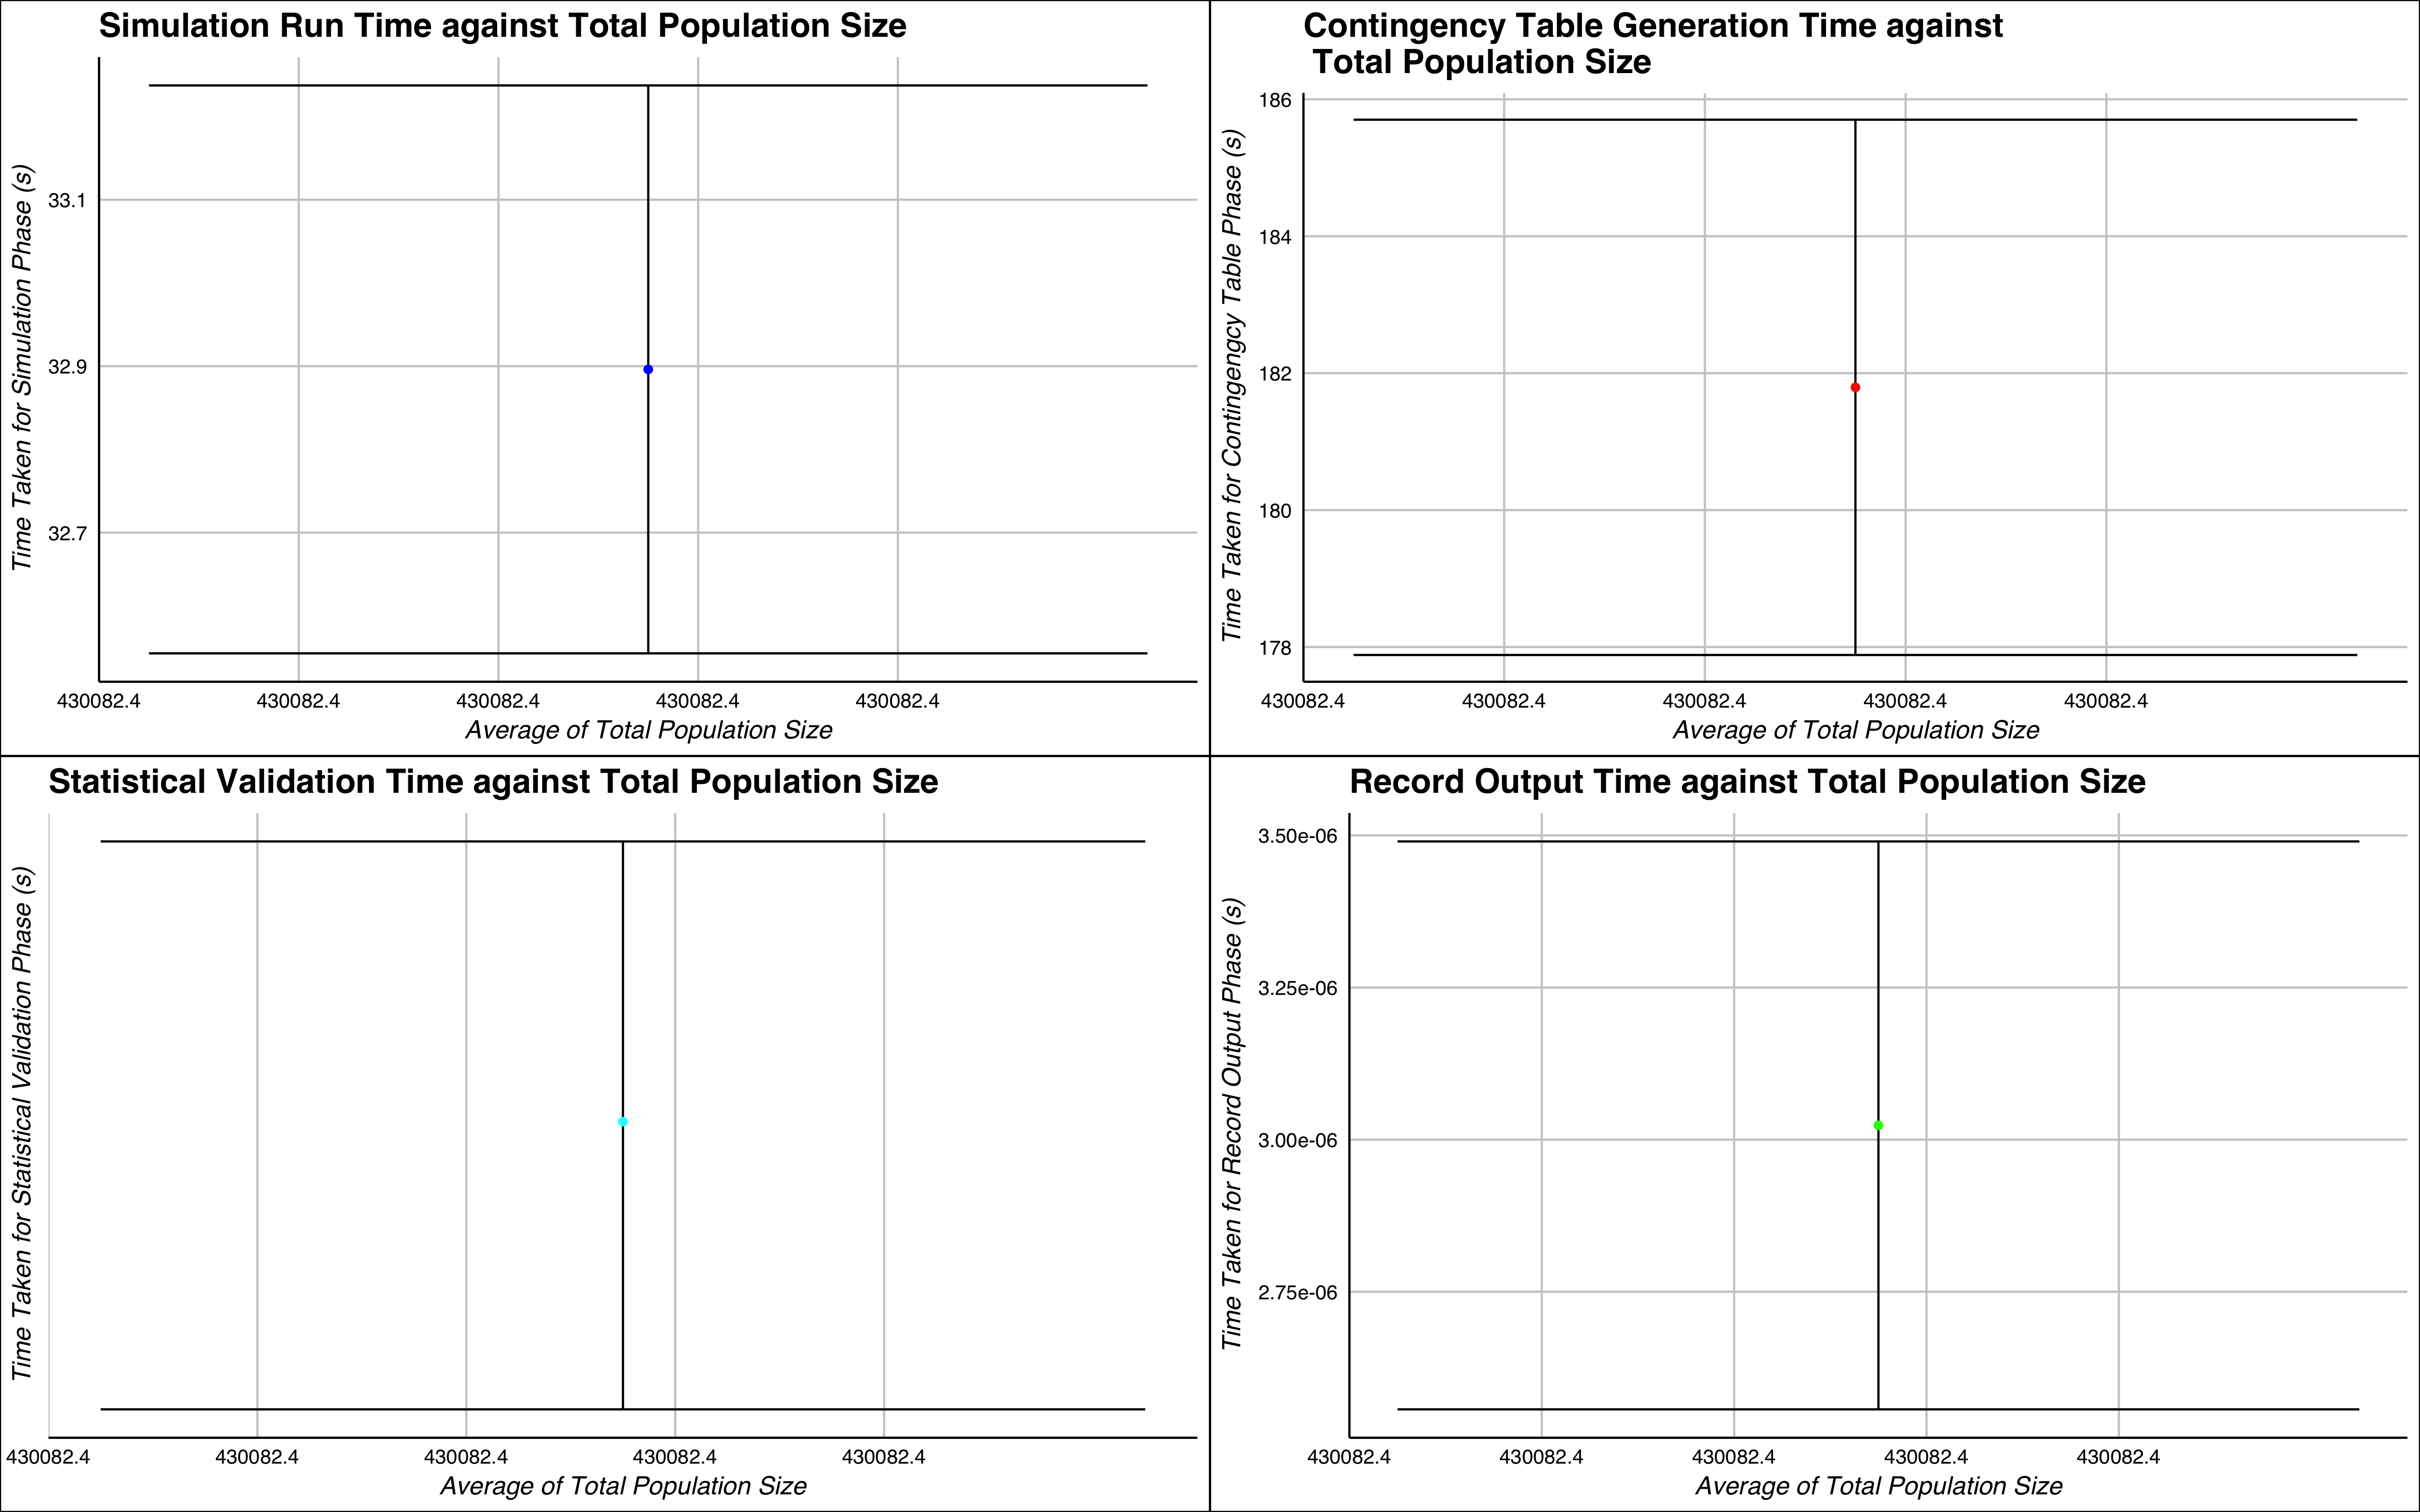 Simulation Run Time against Total Population Size
Time Taken for Simulation Phase (s)
33.1
32.9
32.7
430082.4 430082.4 430082.4 430082.4 430082.4
Average of Total Population Size
Contingency Table Generation Time against
Total Population Size
Time Taken for Contingengcy Table Phase (s)
186
184
182
180
178
430082.4 430082.4 430082.4 430082.4 430082.4
Average of Total Population Size
Statistical Validation Time against Total Population Size
Time Taken for Statistical Validation Phase (s)
430082.4 430082.4 430082.4 430082.4 430082.4
Average of Total Population Size
Record Output Time against Total Population Size
Time Taken for Record Output Phase (s)
3.50e-06
3.25e-06
3.00e-06
2.75e-06
430082.4 430082.4 430082.4 430082.4 430082.4
Average of Total Population Size